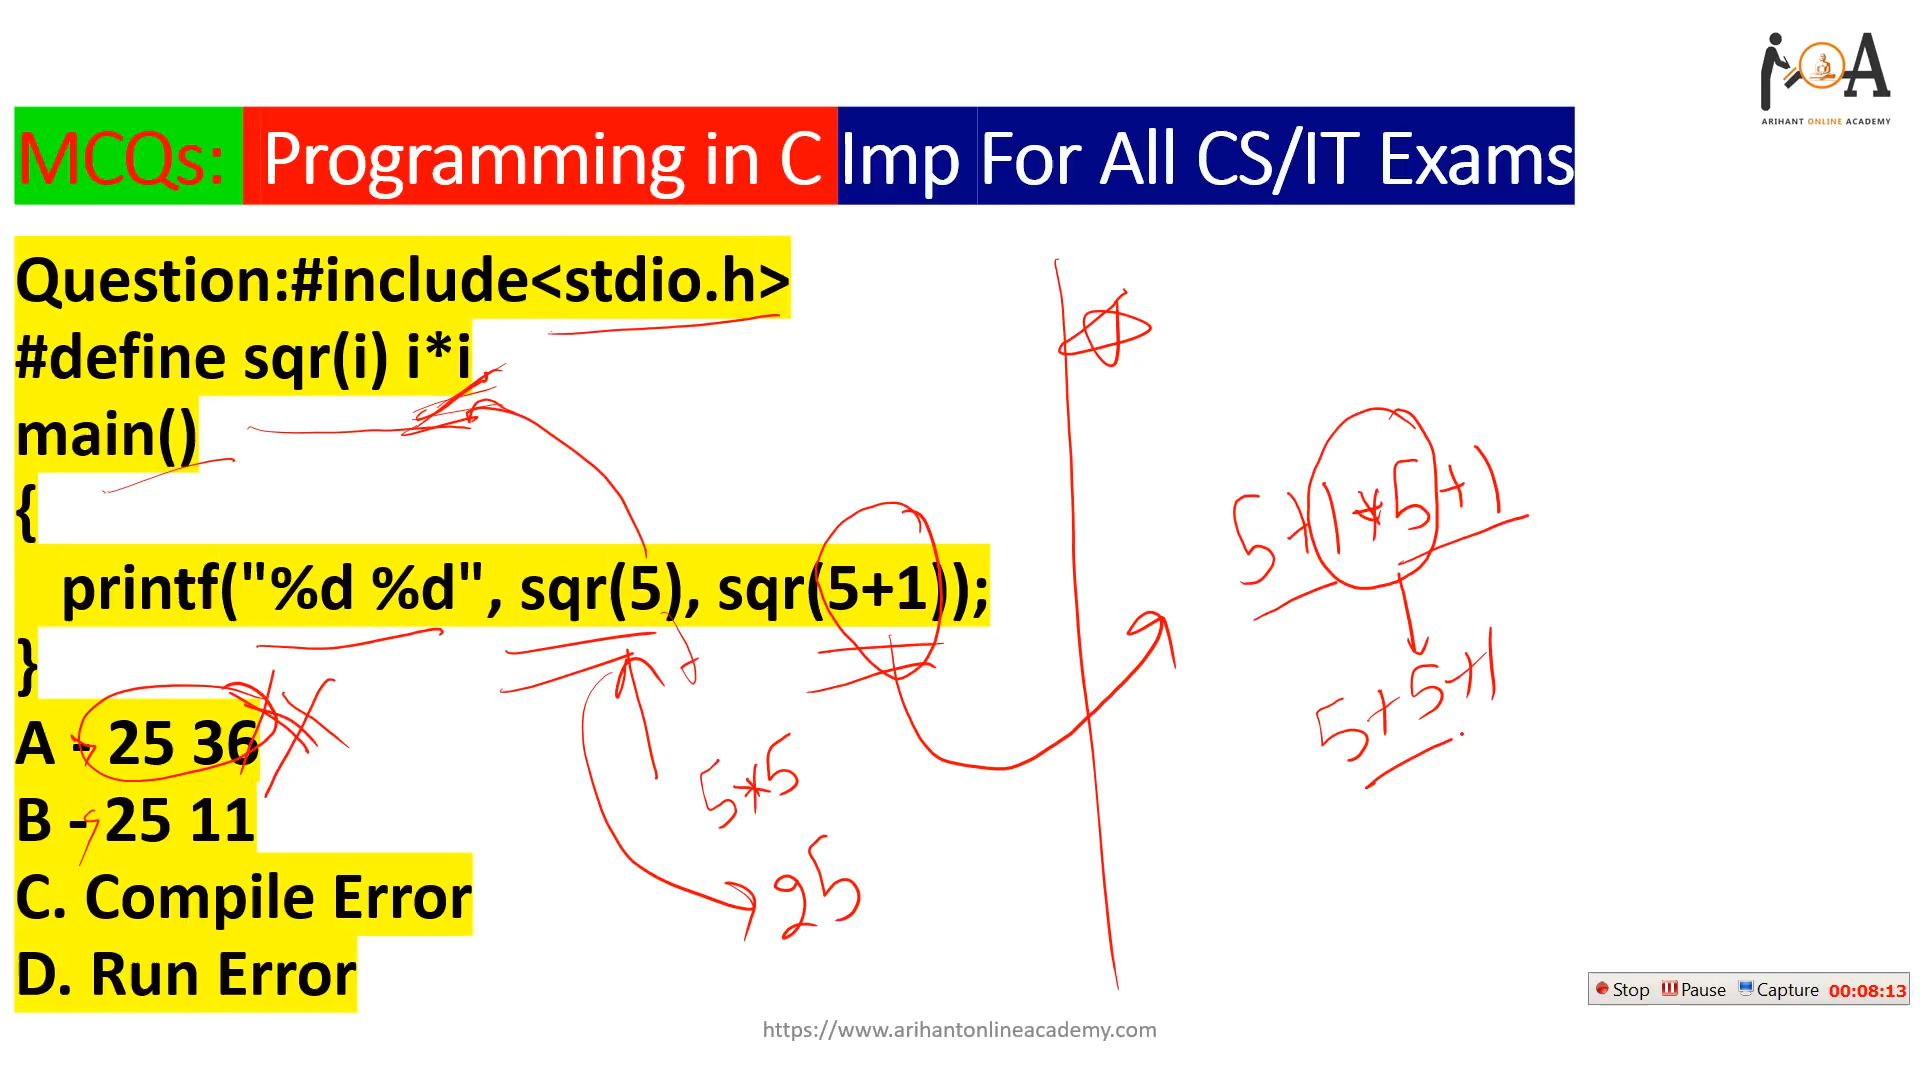 ARIHANT ONLINE ACADEMY
MCQs: Programming in C Imp For All CS/IT Exams
Question:#include<stdio.h>
#define sqr(i) i*i
main()
{
printf("%d %d", sqr(5), sqr(5+1));
}
A - 25 36
B - 25 11
C. Compile Error
D. Run Error
5*5
25
5+1*5+1
5+5+1
Stop Pause Capture 00:08:13
https://www.arihantonlineacademy.com